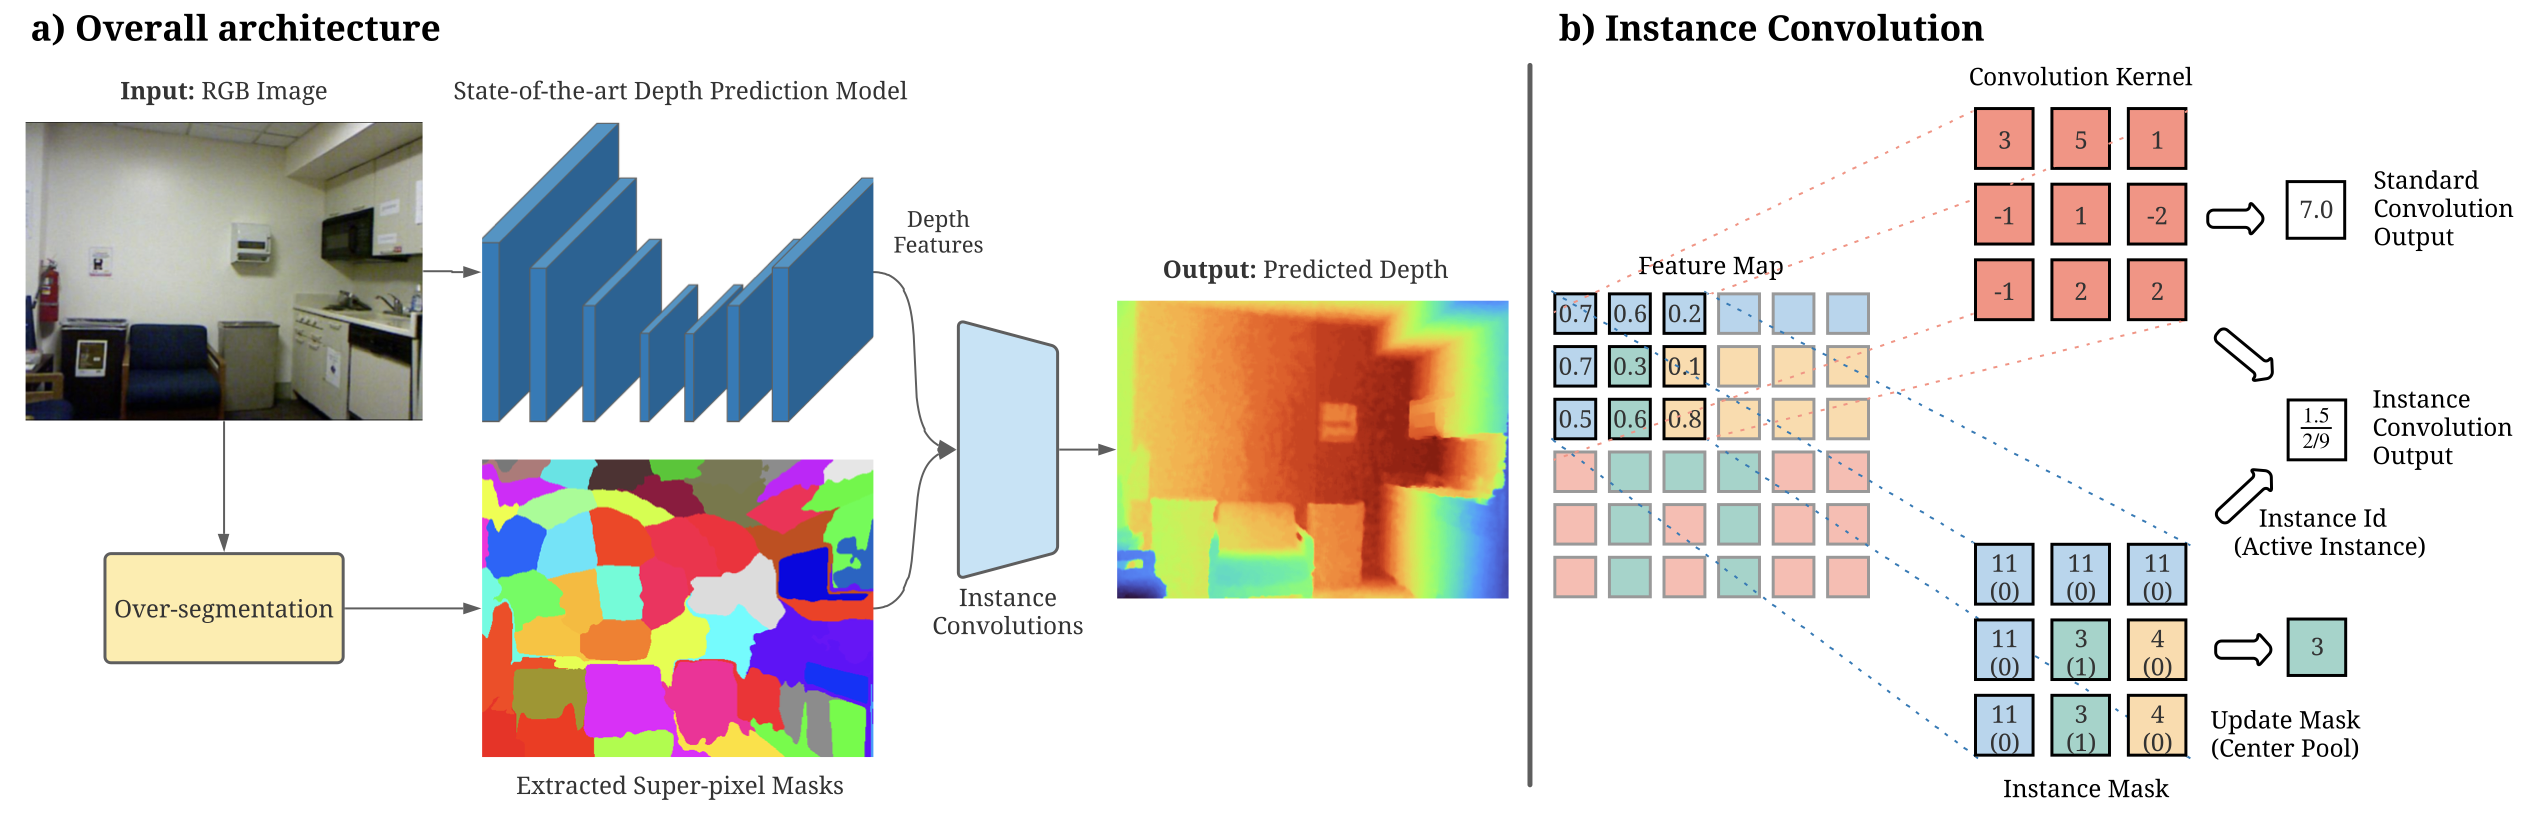 a) Overall architecture
Input: RGB Image
State-of-the-art Depth Prediction Model
Depth
Features
Output: Predicted Depth
Over-segmentation
Instance
Convolutions
Extracted Super-pixel Masks
b) Instance Convolution
Convolution Kernel
3 5 1
-1 1 -2
-1 2 2
7.0
Standard
Convolution
Output
Feature Map
0.7 0.6 0.2
0.7 0.3 0.1
0.5 0.6 0.8
1.5
2/9
Instance
Convolution
Output
Instance Id
(Active Instance)
11 11 11
(0) (0) (0)
11 3 4
(0) (1) (0)
11 3 4
(0) (1) (0)
3
Update Mask
(Center Pool)
Instance Mask